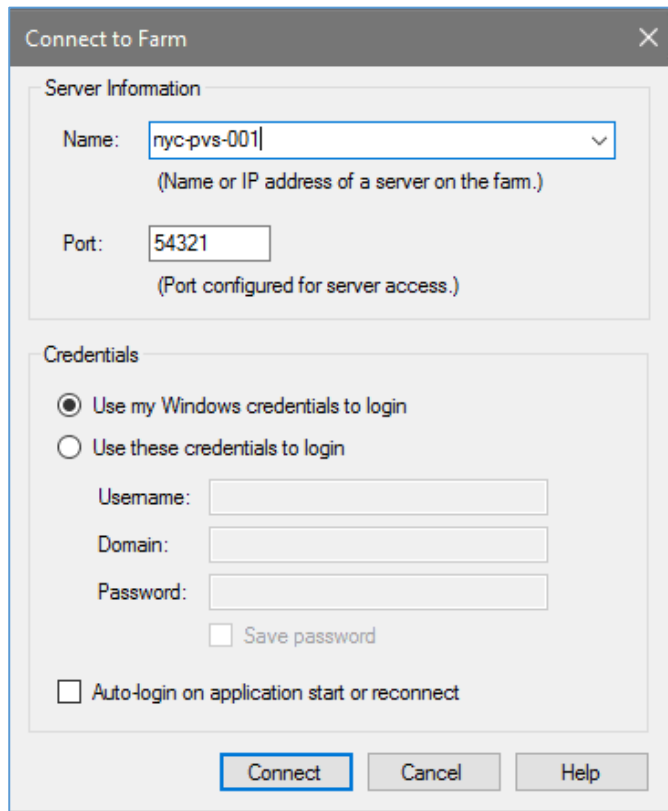 Connect to Farm
Server Information
Name: nyc-pvs-001
(Name or IP address of a server on the farm.)
Port: 54321
(Port configured for server access.)
Credentials
Use my Windows credentials to login
Use these credentials to login
Username:
Domain:
Password:
Save password
Auto-login on application start or reconnect
Connect Cancel Help